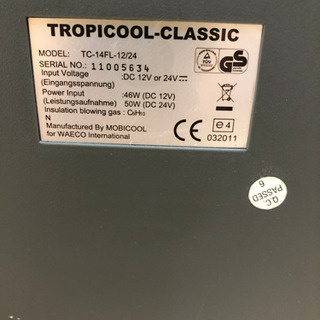 TROPICOOL-CLASSIC
MODEL: TC-14FL-12/24
SERIAL NO.: 11005634
Input Voltage :DC 12V or 24V
(Eingangsspannung)
Power Input :46W (DC 12V)
(Leistungsaufnahme) 50W (DC 24V)
Insulation blowing gas : C5H10
N
Manufactured By MOBICOOL
for WAECO International
TÜV
GS
CE
e4
032011
Q.C.
PASSED
6